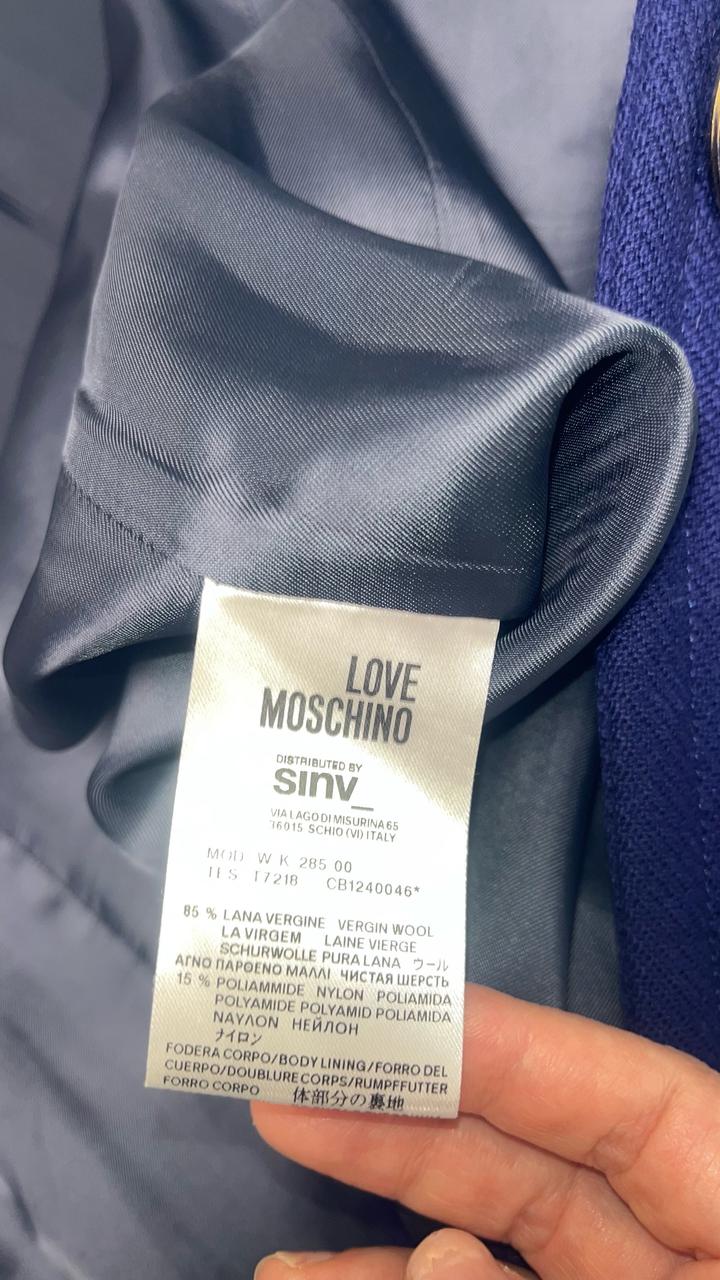 LOVE
MOSCHINO
DISTRIBUTED BY
sinv_
VIA LAGO DI MISURINA 65
36015 SCHIO (VI) ITALY
MOD W K 285 00
TES T7218 CB1240046*
85 % LANA VERGINE VERGIN WOOL
LA VIRGEM LAINE VIERGE
SCHURWOLLE PURA LANA ウール
ΑΓΝΟ ΠΑΡΘΕΝΟ ΜΑΛΛΙ ЧИСТАЯ ШЕРСТЬ
15 % POLIAMMIDE NYLON POLIAMIDA
POLYAMIDE POLYAMID POLIAMIDA
ΝΑΥΛΟΝ НЕЙЛОН
ナイロン
FODERA CORPO/BODY LINING/FORRO DEL
CUERPO/DOUBLURE CORPS/RUMPFFUTTER
FORRO CORPO 体部分の裏地